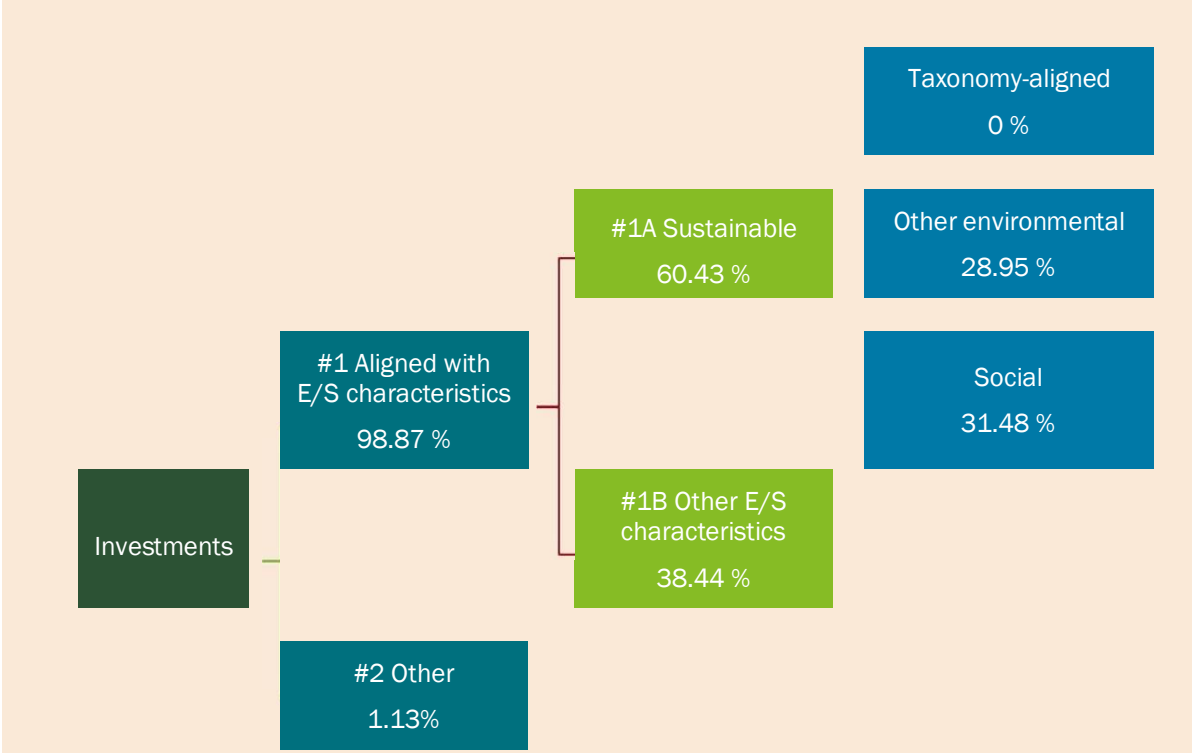 Investments
#1 Aligned with
E/S characteristics
98.87 %
#2 Other
1.13%
#1A Sustainable
60.43 %
#1B Other E/S
characteristics
38.44 %
Taxonomy-aligned
0 %
Other environmental
28.95 %
Social
31.48 %